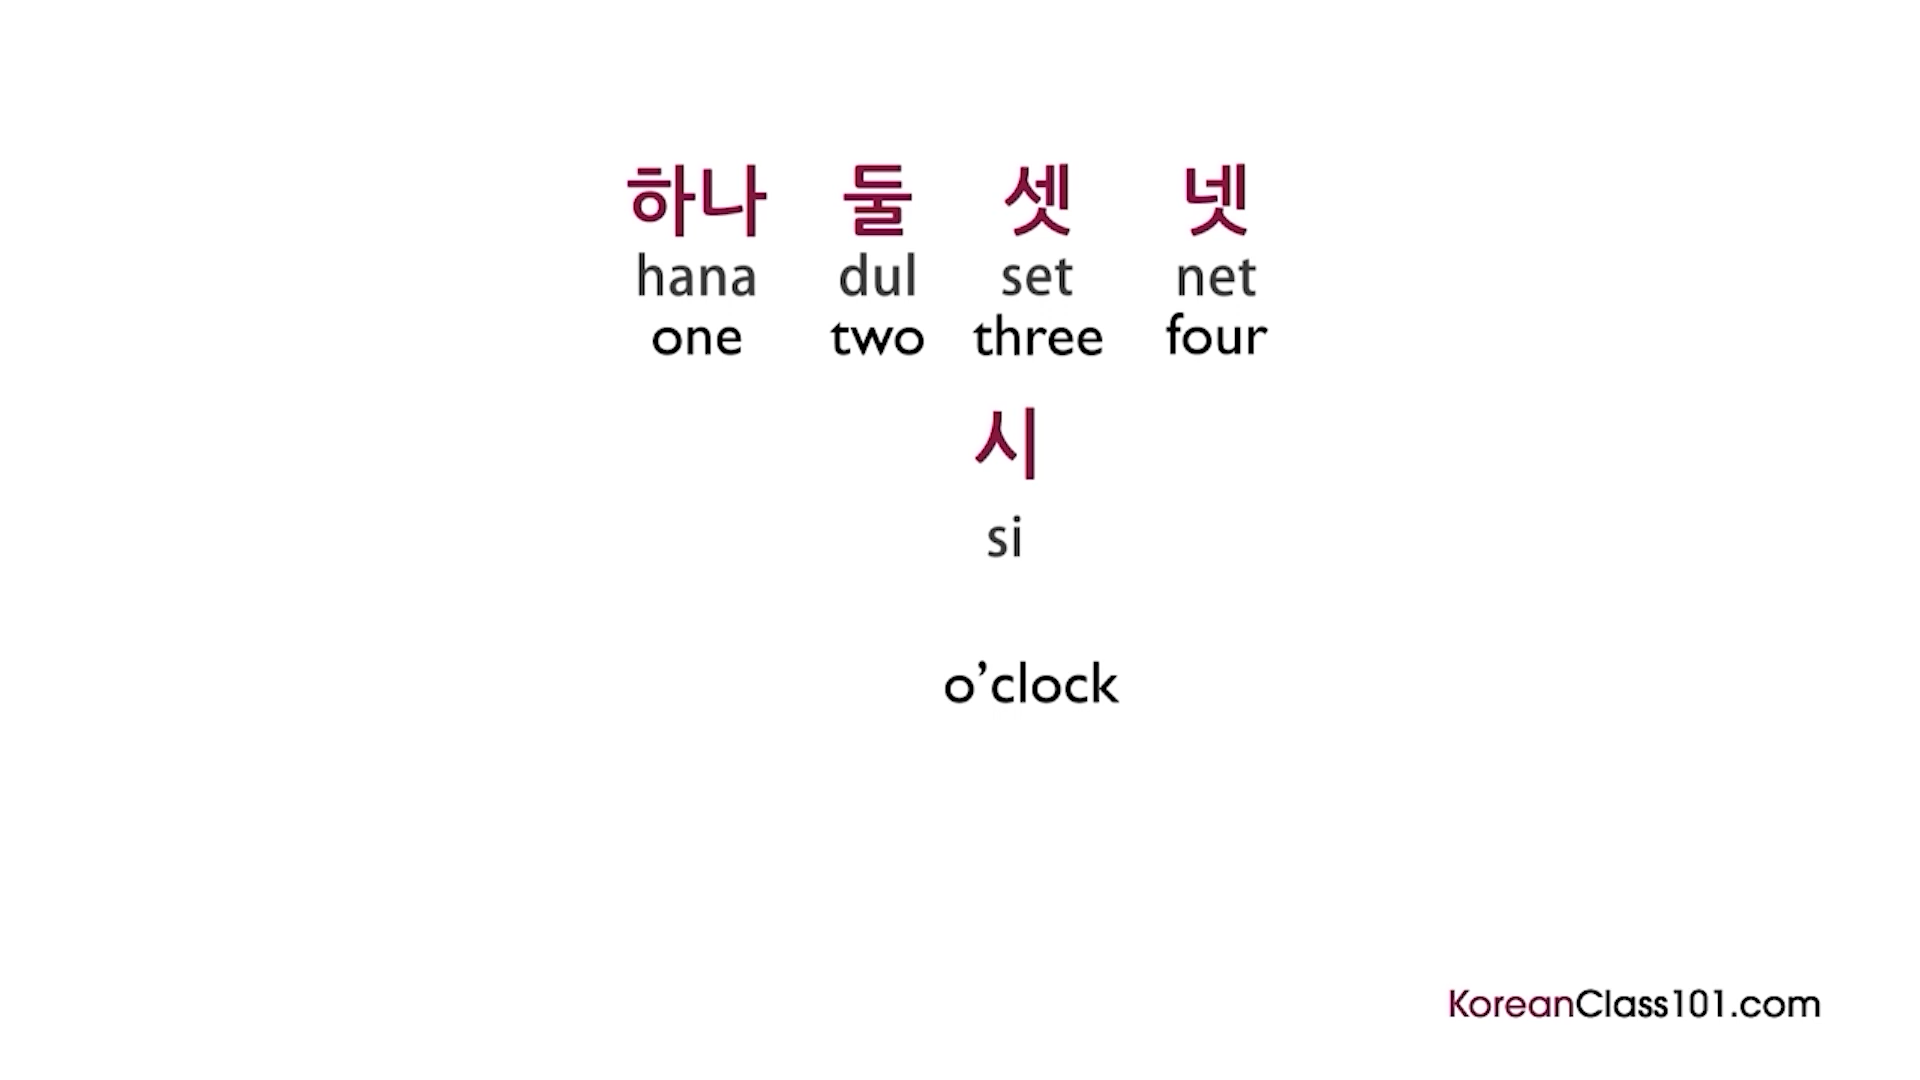 하나 둘 셋 넷
hana dul set net
one two three four
시
si
o’clock
KoreanClass101.com